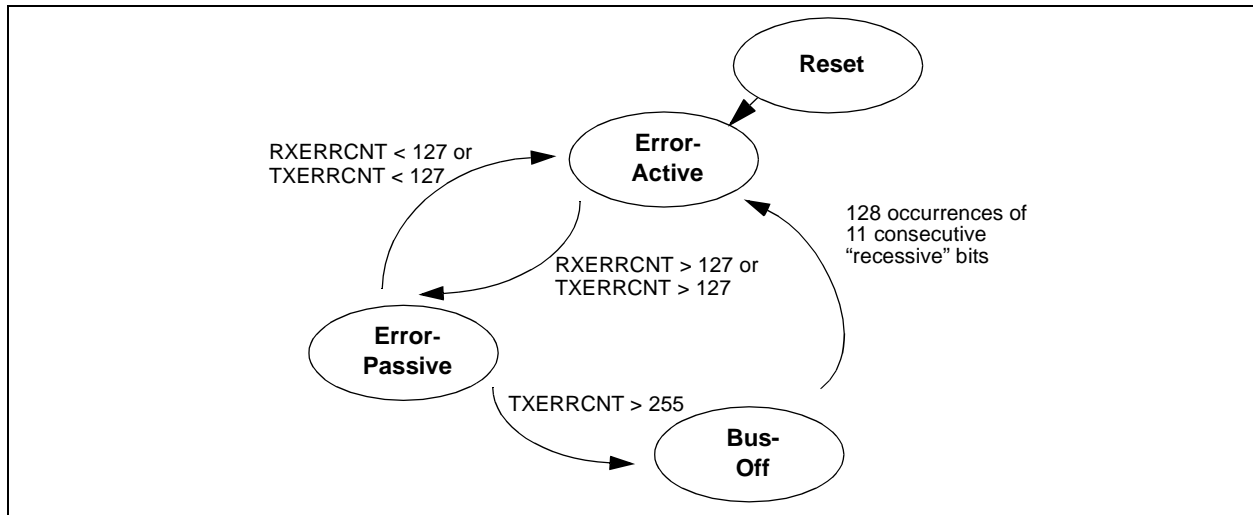 Reset
Error-
Active
RXERRCNT < 127 or
TXERRCNT < 127
128 occurrences of
11 consecutive
“recessive” bits
RXERRCNT > 127 or
TXERRCNT > 127
Error-
Passive
TXERRCNT > 255
Bus-
Off